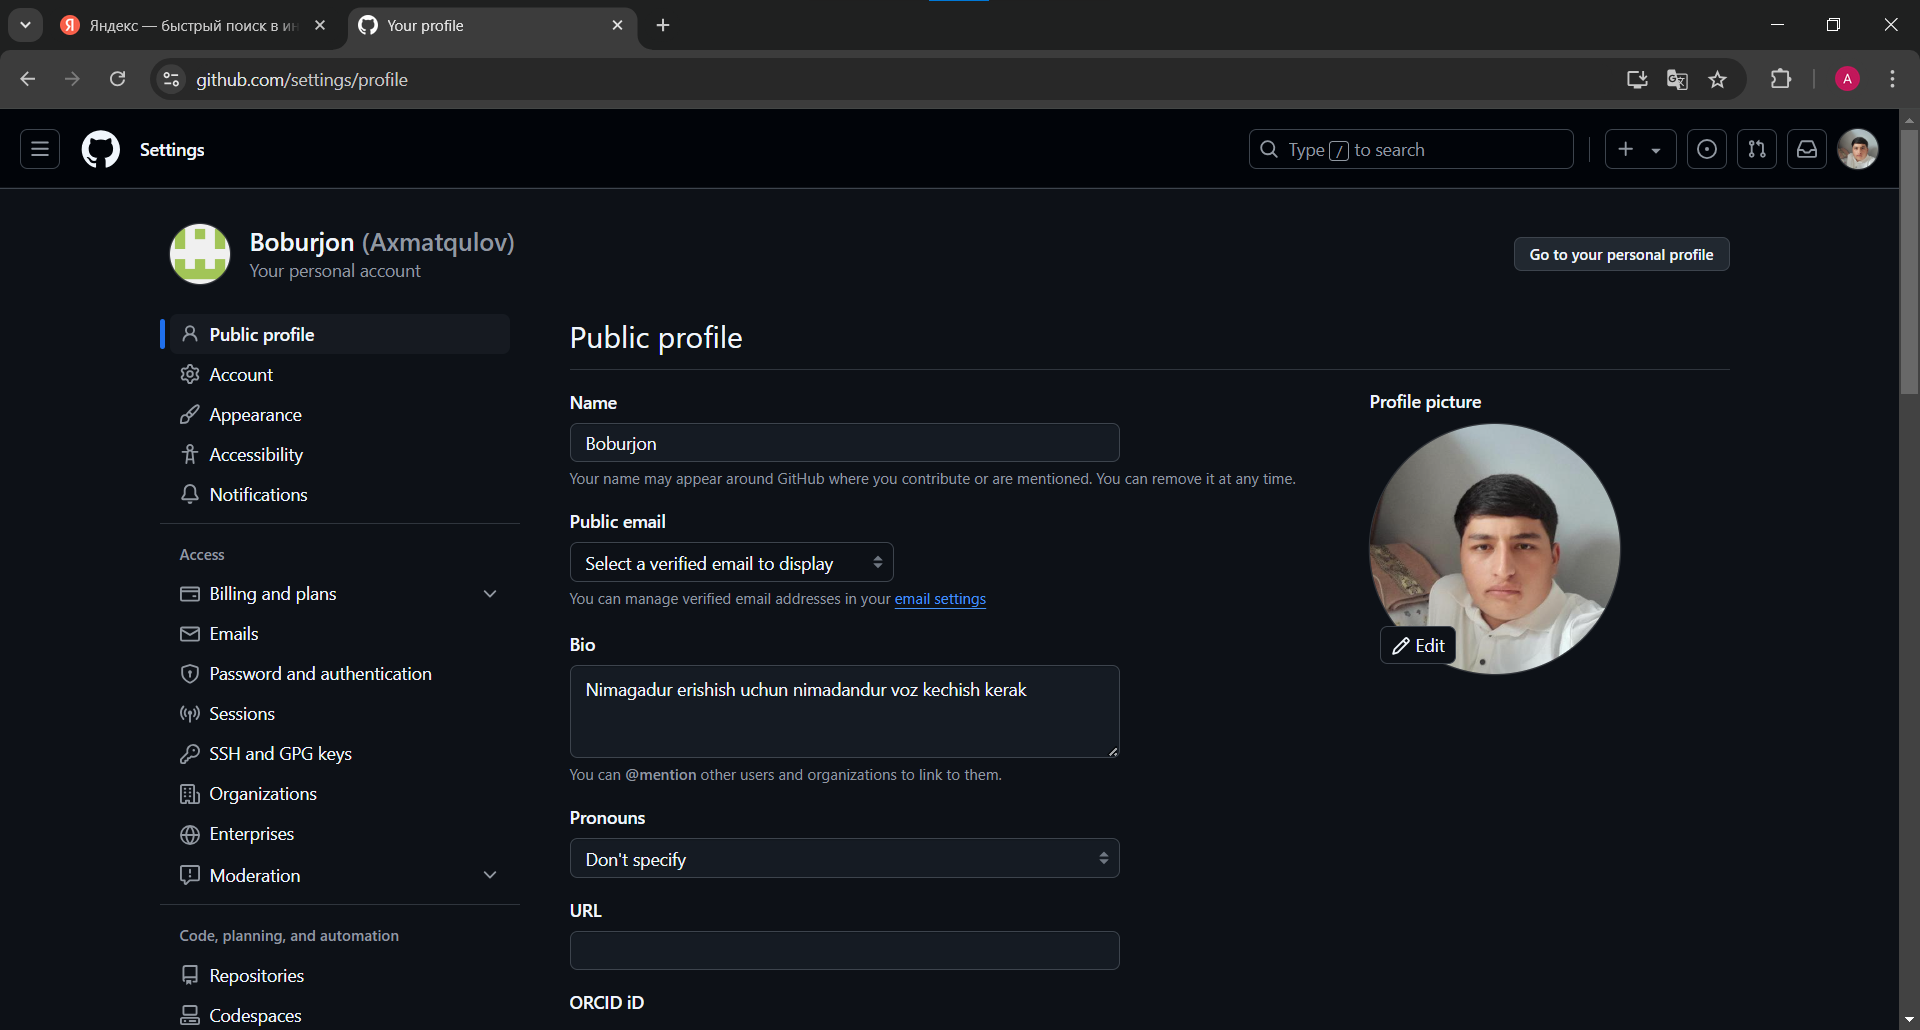 Яндекс — быстрый поиск в ин
Your profile
github.com/settings/profile
A
Settings
Type / to search
Boburjon (Axmatqulov)
Your personal account
Go to your personal profile
Public profile
Account
Appearance
Accessibility
Notifications
Access
Billing and plans
Emails
Password and authentication
Sessions
SSH and GPG keys
Organizations
Enterprises
Moderation
Code, planning, and automation
Repositories
Codespaces
Public profile
Name
Boburjon
Your name may appear around GitHub where you contribute or are mentioned. You can remove it at any time.
Public email
Select a verified email to display
You can manage verified email addresses in your email settings
Bio
Nimagadur erishish uchun nimadandur voz kechish kerak
You can @mention other users and organizations to link to them.
Pronouns
Don't specify
URL
ORCID iD
Profile picture
Edit